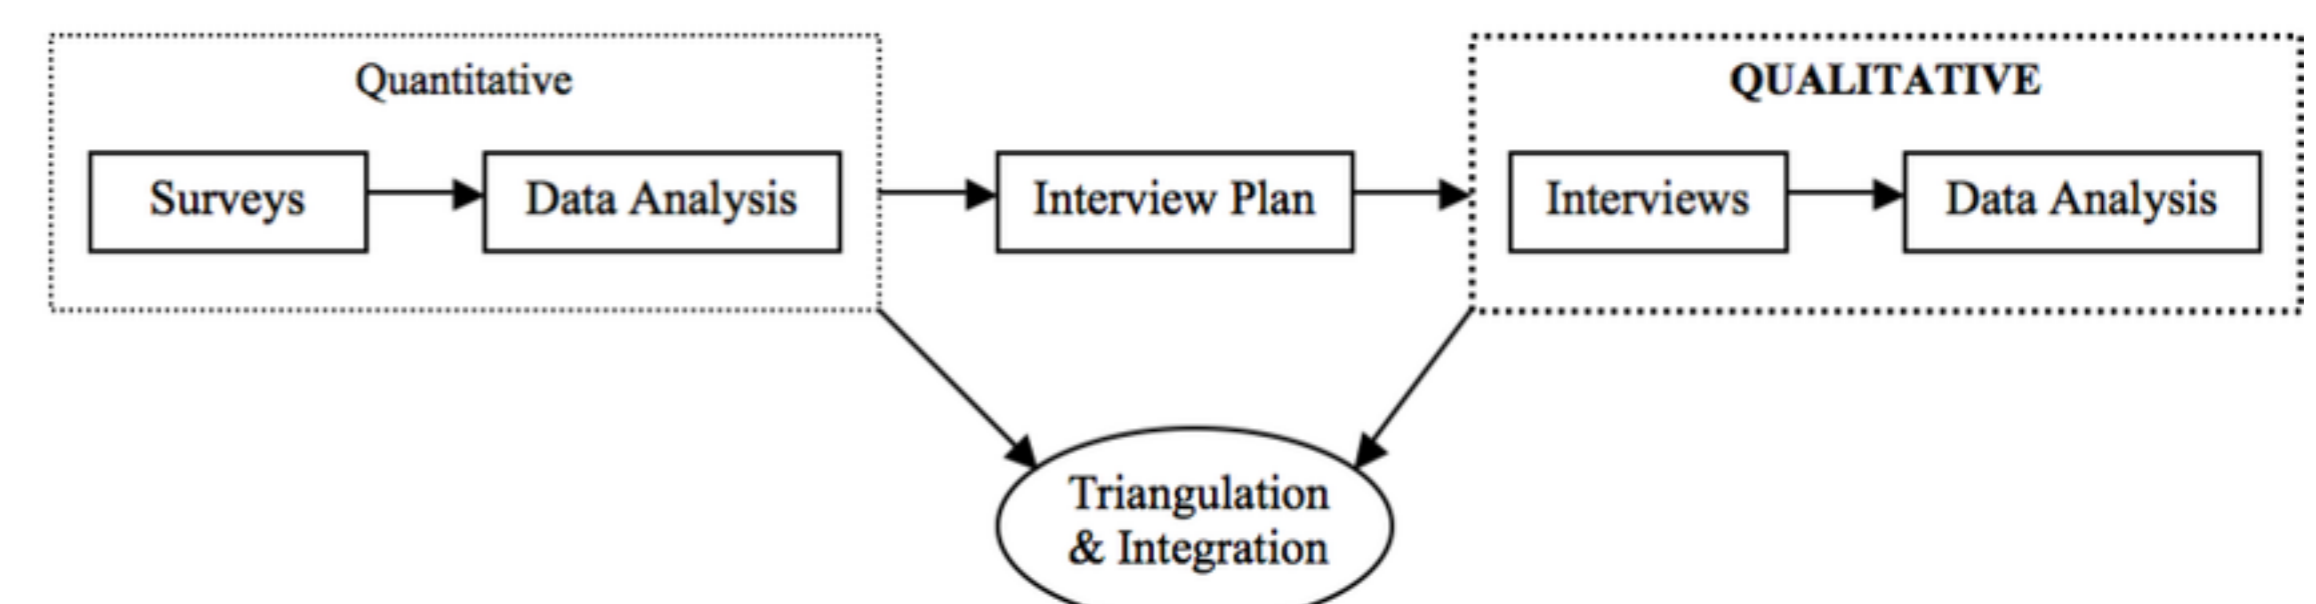 Quantitative
Surveys
Data Analysis
Interview Plan
QUALITATIVE
Interviews
Data Analysis
Triangulation
& Integration